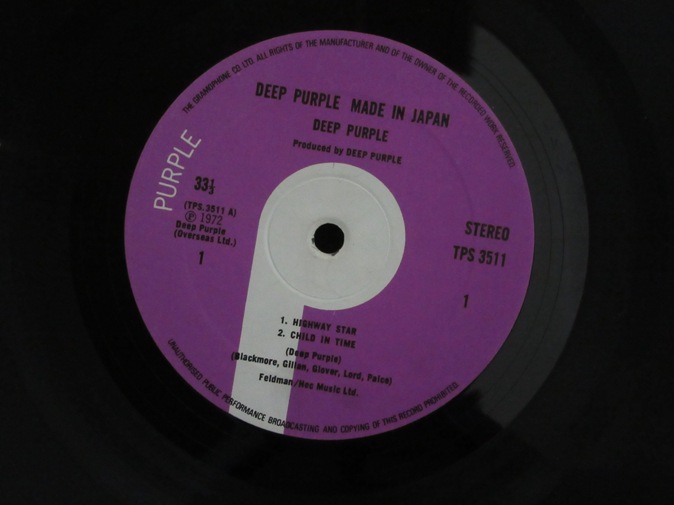 THE GRAMOPHONE CO LTD. ALL RIGHTS OF THE MANUFACTURER AND OF THE OWNER OF THE RECORDED WORK RESERVED.
DEEP PURPLE MADE IN JAPAN
DEEP PURPLE
Produced by DEEP PURPLE
PURPLE
33⅓
(TPS. 3511 A)
Ⓟ 1972
Deep Purple
(Overseas Ltd.)
1
STEREO
TPS 3511
1
1. HIGHWAY STAR
2. CHILD IN TIME
(Deep Purple)
(Blackmore, Gillan, Glover, Lord, Paice)
Feldman/Hec Music Ltd.
UNAUTHORISED PUBLIC PERFORMANCE BROADCASTING AND COPYING OF THIS RECORD PROHIBITED.